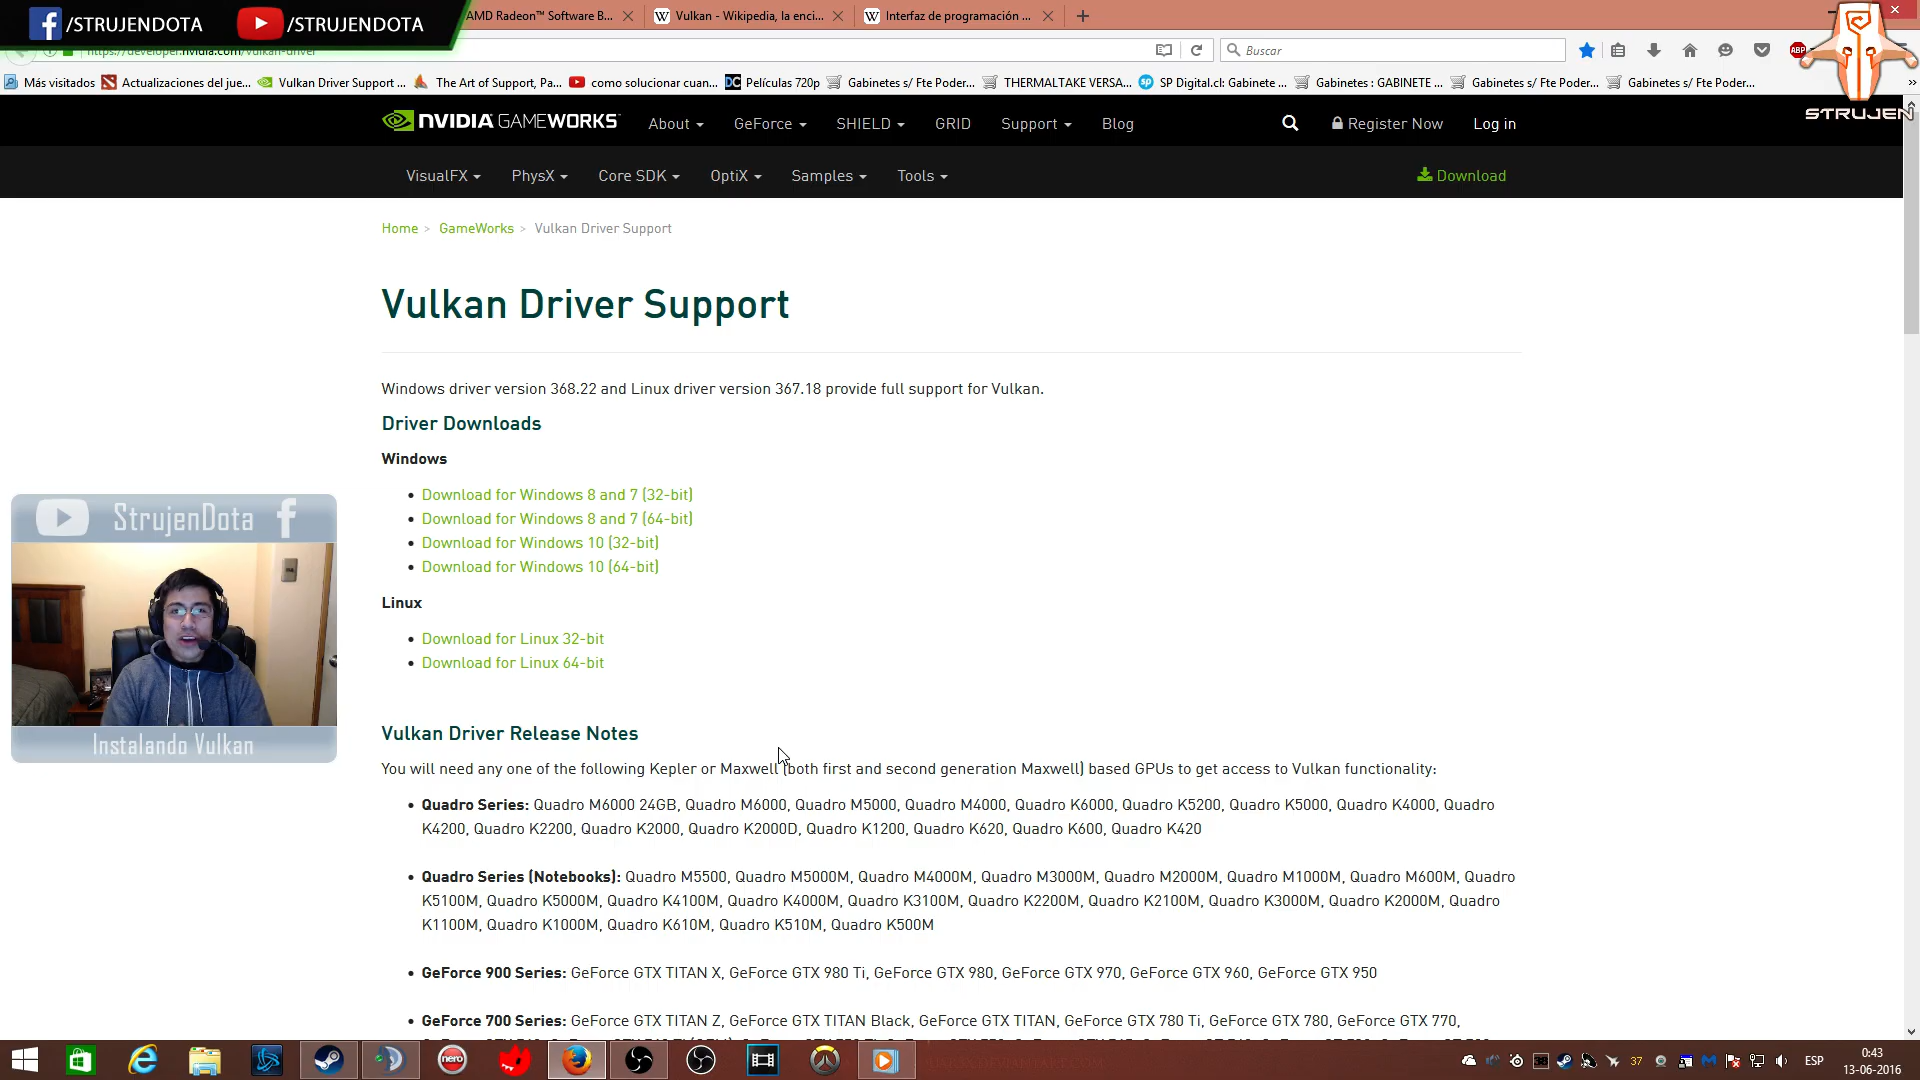 /STRUJENDOTA /STRUJENDOTA
AMD Radeon™ Software B... Vulkan - Wikipedia, la enci... Interfaz de programación ...
https://developer.nvidia.com/vulkan-driver
Buscar
ABP
STRUJEN
Más visitados Actualizaciones del jue... Vulkan Driver Support ... The Art of Support, Pa... como solucionar cuan... DC Películas 720p Gabinetes s/ Fte Poder... THERMALTAKE VERSA... sp SP Digital.cl: Gabinete ... Gabinetes : GABINETE ... Gabinetes s/ Fte Poder... Gabinetes s/ Fte Poder...
NVIDIA GAMEWORKS About GeForce SHIELD GRID Support Blog Register Now Log in
VisualFX PhysX Core SDK OptiX Samples Tools Download
Home > GameWorks > Vulkan Driver Support
Vulkan Driver Support
Windows driver version 368.22 and Linux driver version 367.18 provide full support for Vulkan.
Driver Downloads
Windows
• Download for Windows 8 and 7 (32-bit)
• Download for Windows 8 and 7 (64-bit)
• Download for Windows 10 (32-bit)
• Download for Windows 10 (64-bit)
Linux
• Download for Linux 32-bit
• Download for Linux 64-bit
StrujenDota
Instalando Vulkan
Vulkan Driver Release Notes
You will need any one of the following Kepler or Maxwell (both first and second generation Maxwell) based GPUs to get access to Vulkan functionality:
• Quadro Series: Quadro M6000 24GB, Quadro M6000, Quadro M5000, Quadro M4000, Quadro K6000, Quadro K5200, Quadro K5000, Quadro K4000, Quadro
K4200, Quadro K2200, Quadro K2000, Quadro K2000D, Quadro K1200, Quadro K620, Quadro K600, Quadro K420
• Quadro Series (Notebooks): Quadro M5500, Quadro M5000M, Quadro M4000M, Quadro M3000M, Quadro M2000M, Quadro M1000M, Quadro M600M, Quadro
K5100M, Quadro K5000M, Quadro K4100M, Quadro K4000M, Quadro K3100M, Quadro K2200M, Quadro K2100M, Quadro K3000M, Quadro K2000M, Quadro
K1100M, Quadro K1000M, Quadro K610M, Quadro K510M, Quadro K500M
• GeForce 900 Series: GeForce GTX TITAN X, GeForce GTX 980 Ti, GeForce GTX 980, GeForce GTX 970, GeForce GTX 960, GeForce GTX 950
• GeForce 700 Series: GeForce GTX TITAN Z, GeForce GTX TITAN Black, GeForce GTX TITAN, GeForce GTX 780 Ti, GeForce GTX 780, GeForce GTX 770,
nero
37 ESP 0:43
13-06-2016